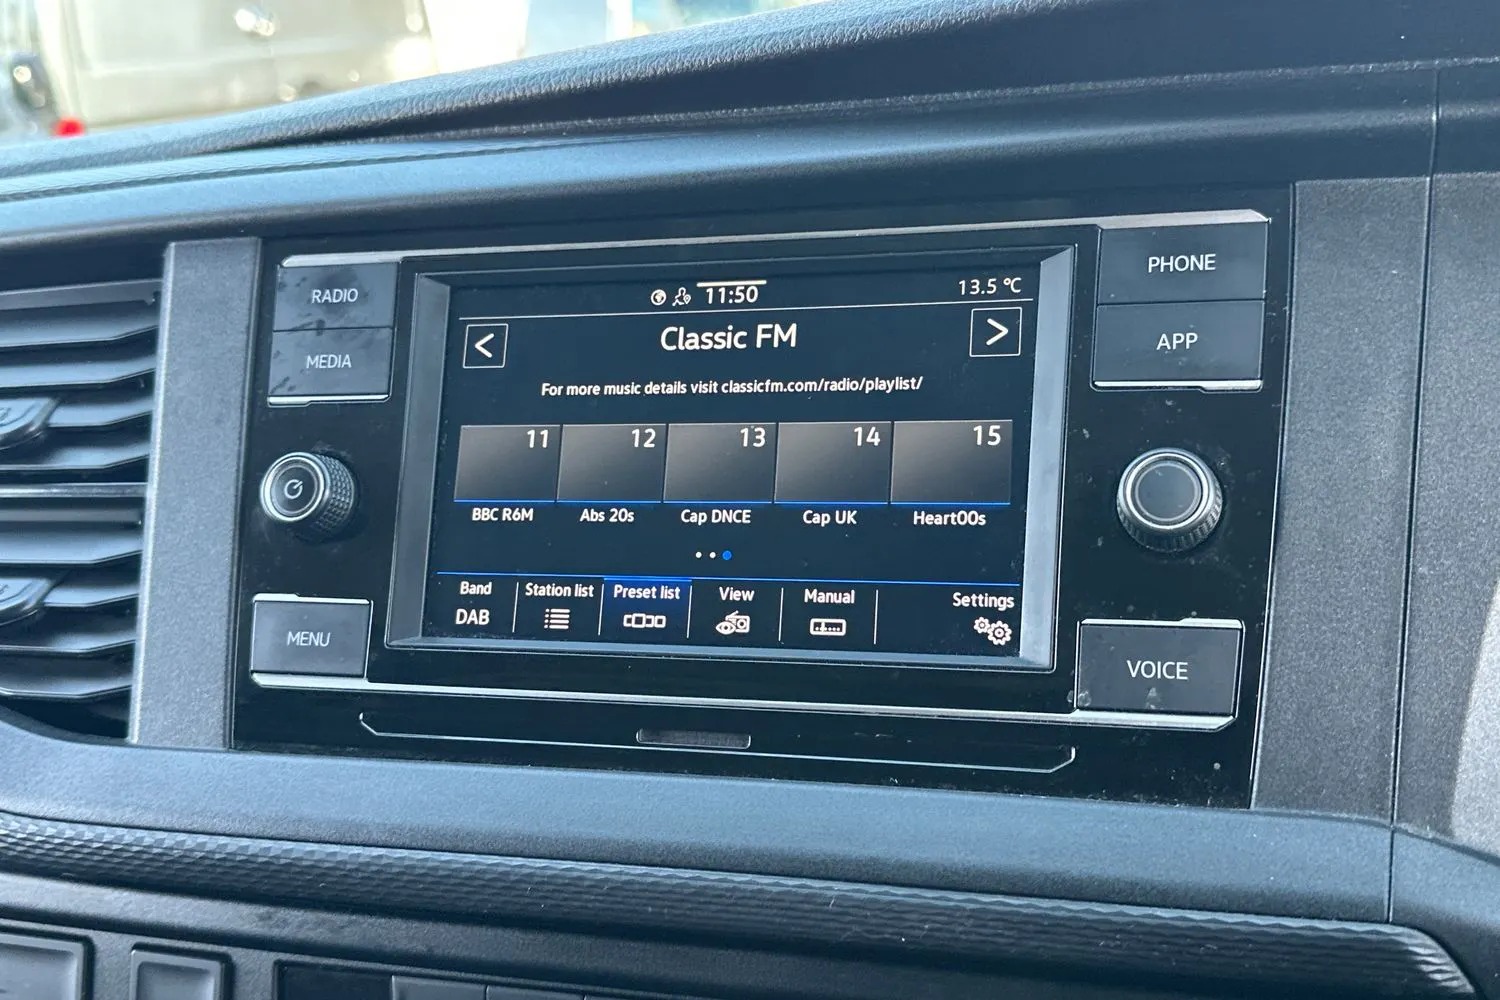 RADIO
MEDIA
MENU
11:50
13.5 °C
Classic FM
For more music details visit classicfm.com/radio/playlist/
11 12 13 14 15
BBC R6M Abs 20s Cap DNCE Cap UK Heart00s
Band Station list Preset list View Manual Settings
DAB
PHONE
APP
VOICE